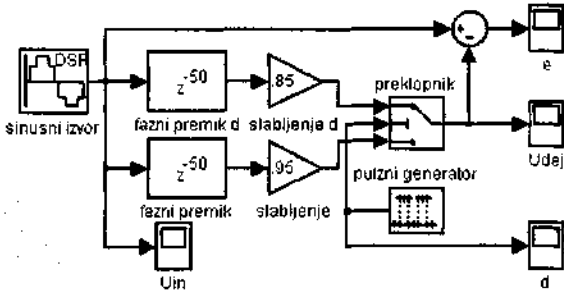 DSP
sinusni izvor
z-50
fazni premik d
.85
slabljenje d
preklopnik
e
z-50
fazni premik
.95
slabljenje
pulzni generator
Udej
Uin
d